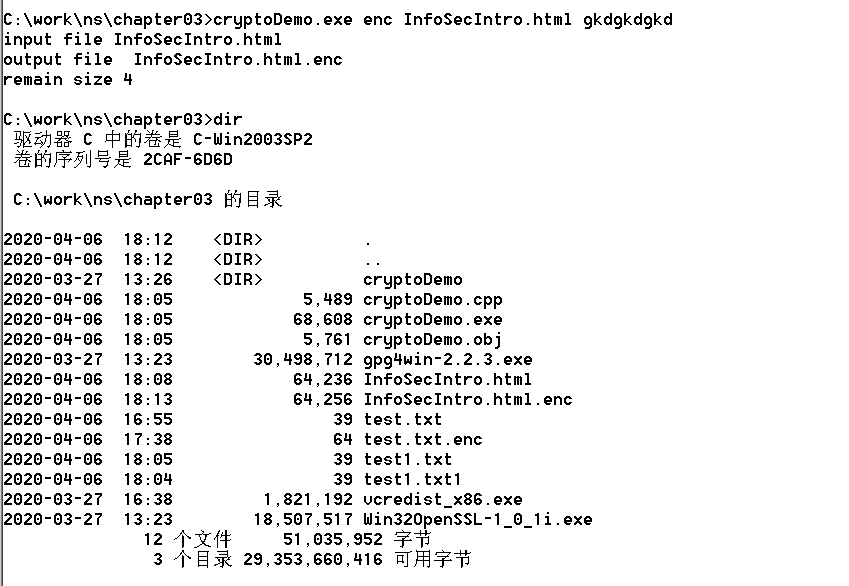 C:\work\ns\chapter03>cryptoDemo.exe enc InfoSecIntro.html gkdgkdgkd
input file InfoSecIntro.html
output file  InfoSecIntro.html.enc
remain size 4
C:\work\ns\chapter03>dir
驱动器 C 中的卷是 C-Win2003SP2
卷的序列号是 2CAF-6D6D
C:\work\ns\chapter03 的目录
2020-04-06  18:12    <DIR>          .
2020-04-06  18:12    <DIR>          ..
2020-03-27  13:26    <DIR>          cryptoDemo
2020-04-06  18:05             5,489 cryptoDemo.cpp
2020-04-06  18:05            68,608 cryptoDemo.exe
2020-04-06  18:05             5,761 cryptoDemo.obj
2020-03-27  13:23        30,498,712 gpg4win-2.2.3.exe
2020-04-06  18:08            64,236 InfoSecIntro.html
2020-04-06  18:13            64,256 InfoSecIntro.html.enc
2020-04-06  16:55                39 test.txt
2020-04-06  17:38                64 test.txt.enc
2020-04-06  18:05                39 test1.txt
2020-04-06  18:04                39 test1.txt1
2020-03-27  16:38         1,821,192 vcredist_x86.exe
2020-03-27  13:23        18,507,517 Win32OpenSSL-1_0_1i.exe
12 个文件     51,035,952 字节
3 个目录 29,353,660,416 可用字节